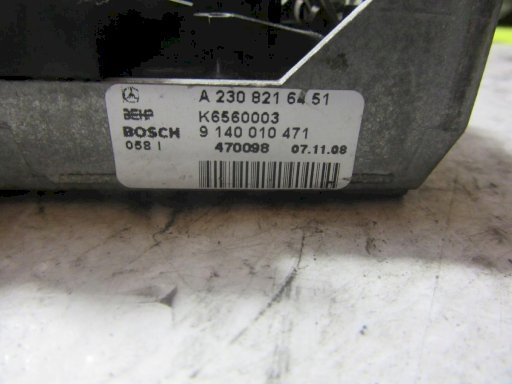 A 230 821 64 51
BEHR K6560003
BOSCH 9 140 010 471
058 I 470098 07.11.08